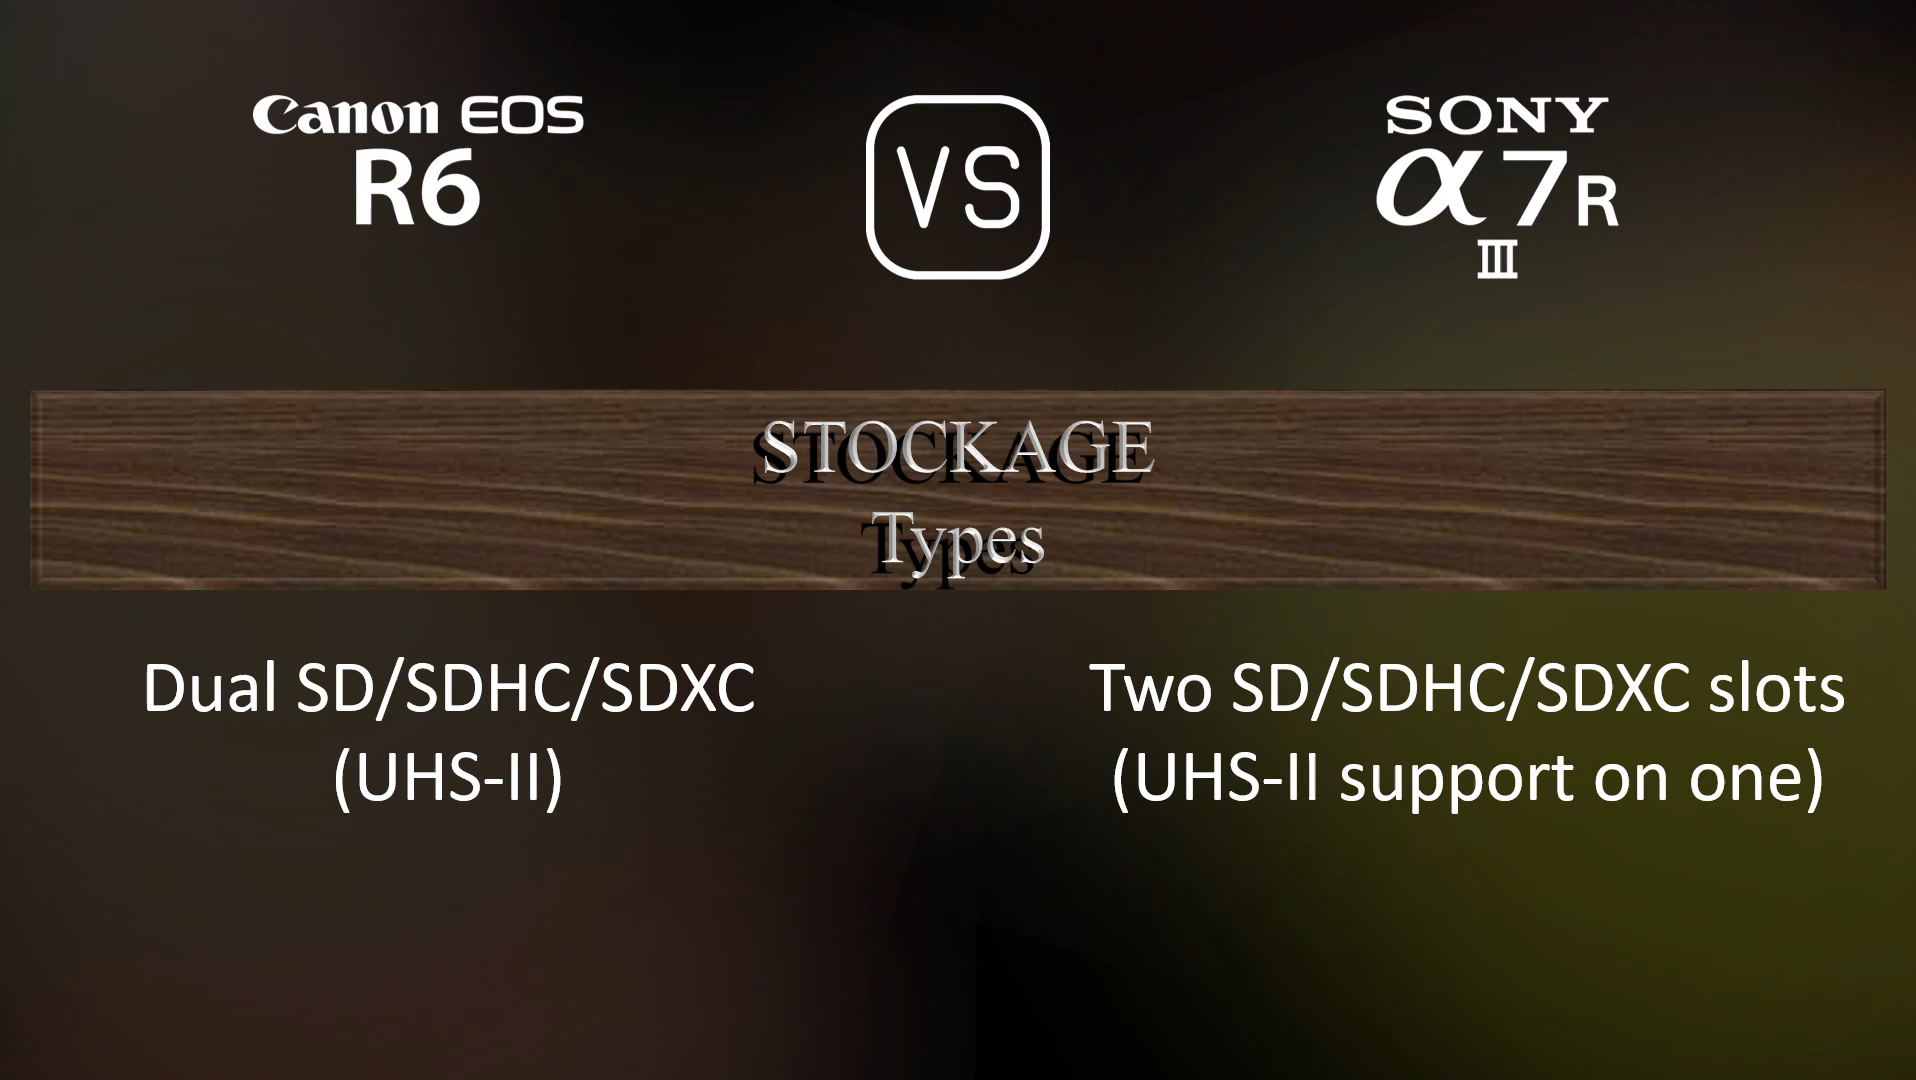 Canon EOS
R6
VS
SONY
α7R
III
STOCKAGE
Types
Dual SD/SDHC/SDXC
(UHS-II)
Two SD/SDHC/SDXC slots
(UHS-II support on one)